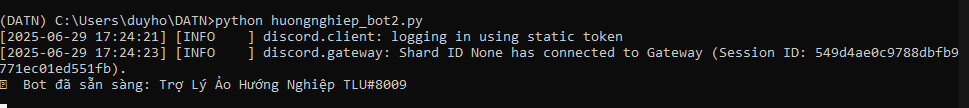 (DATN) C:\Users\duyho\DATN>python huongnghiep_bot2.py
[2025-06-29 17:24:21] [INFO    ] discord.client: logging in using static token
[2025-06-29 17:24:23] [INFO    ] discord.gateway: Shard ID None has connected to Gateway (Session ID: 549d4ae0c9788dbfb9
771ec01ed551fb).
Bot đã sẵn sàng: Trợ Lý Ảo Hướng Nghiệp TLU#8009